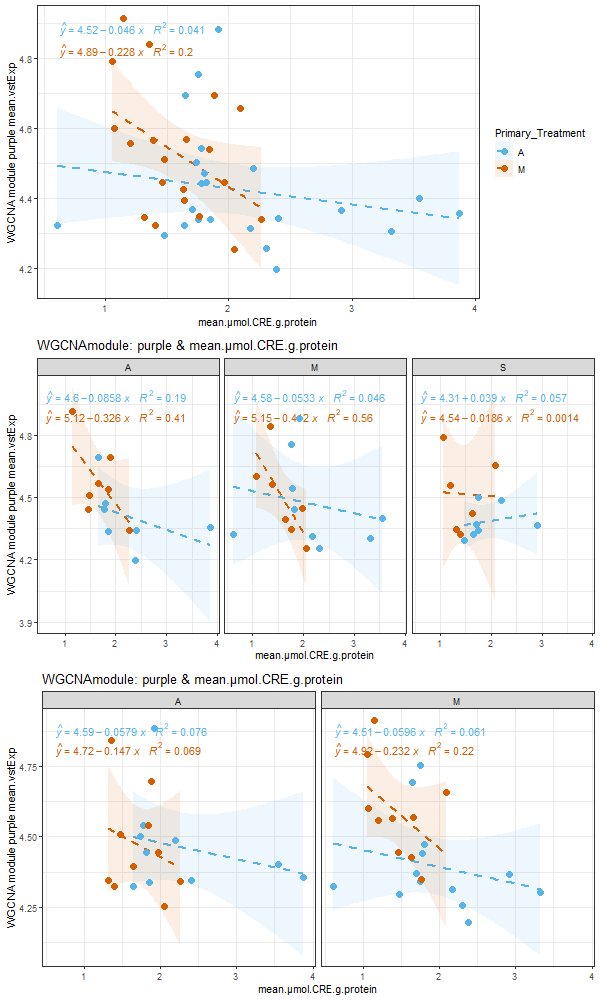 ŷ = 4.52 − 0.046 x R² = 0.041
ŷ = 4.89 − 0.228 x R² = 0.2
WGCNA module purple mean.vstExp
4.8
4.6
4.4
4.2
1 2 3 4
mean.µmol.CRE.g.protein
Primary_Treatment
A
M
WGCNAmodule: purple & mean.µmol.CRE.g.protein
A M S
ŷ = 4.6 − 0.0858 x R² = 0.19
ŷ = 5.12 − 0.326 x R² = 0.41
ŷ = 4.58 − 0.0533 x R² = 0.046
ŷ = 5.15 − 0.412 x R² = 0.56
ŷ = 4.31 + 0.039 x R² = 0.057
ŷ = 4.54 − 0.0186 x R² = 0.0014
WGCNA module purple mean.vstExp
4.8
4.5
4.2
3.9
1 2 3 4 1 2 3 4 1 2 3 4
mean.µmol.CRE.g.protein
WGCNAmodule: purple & mean.µmol.CRE.g.protein
A M
ŷ = 4.59 − 0.0579 x R² = 0.076
ŷ = 4.72 − 0.147 x R² = 0.069
ŷ = 4.51 − 0.0596 x R² = 0.061
ŷ = 4.92 − 0.232 x R² = 0.22
WGCNA module purple mean.vstExp
4.75
4.50
4.25
1 2 3 4 1 2 3 4
mean.µmol.CRE.g.protein